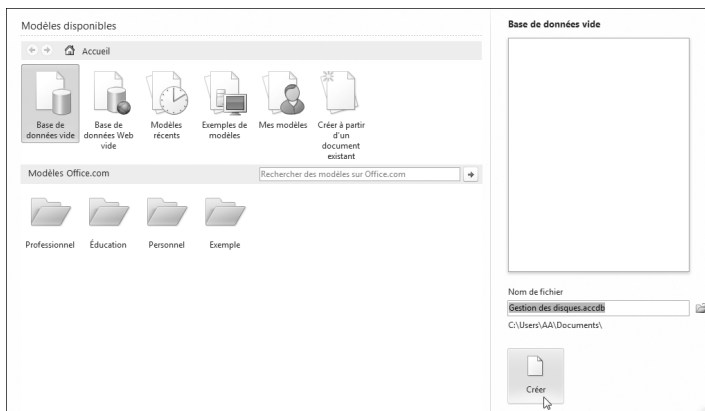 Modèles disponibles
Accueil
Base de
données vide
Base de
données Web
vide
Modèles
récents
Exemples de
modèles
Mes modèles
Créer à partir
d'un
document
existant
Modèles Office.com
Rechercher des modèles sur Office.com
Professionnel
Éducation
Personnel
Exemple
Base de données vide
Nom de fichier
Gestion des disques.accdb
C:\Users\AA\Documents\
Créer